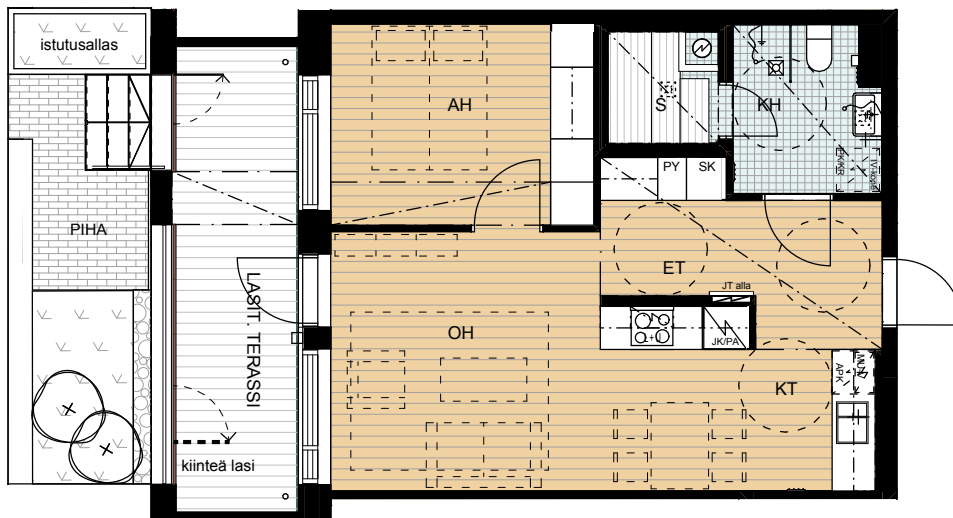 istutusallas
AH
S
KH
PY
SK
PIHA
ET
JT alla
LASIT. TERASSI
OH
L+U
JK/PA
KT
APK
kiinteä lasi